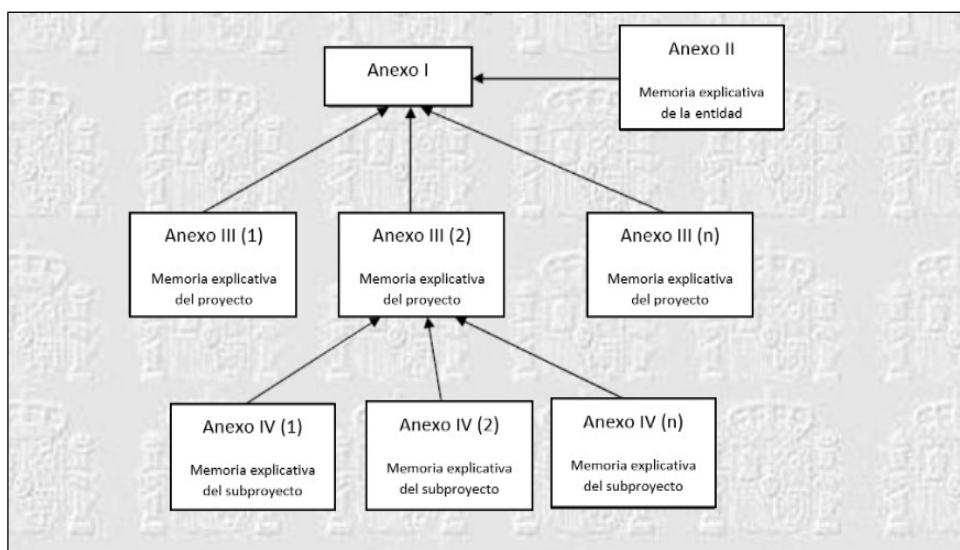 Anexo I
Anexo II
Memoria explicativa
de la entidad
Anexo III (1)
Memoria explicativa
del proyecto
Anexo III (2)
Memoria explicativa
del proyecto
Anexo III (n)
Memoria explicativa
del proyecto
Anexo IV (1)
Memoria explicativa
del subproyecto
Anexo IV (2)
Memoria explicativa
del subproyecto
Anexo IV (n)
Memoria explicativa
del subproyecto